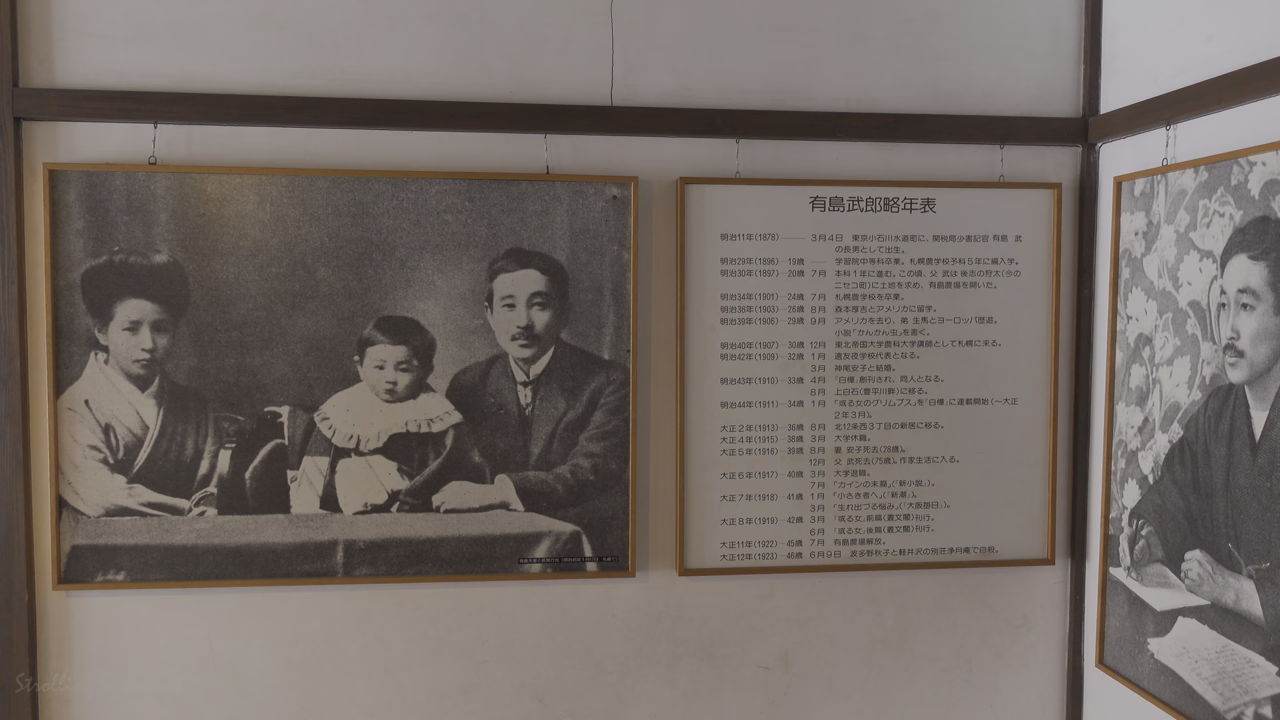 有島武郎略年表
明治11年(1878)―― 3月4日 東京小石川水道町に、関税局少書記官 有島 武
の長男として出生。
明治29年(1896)―19歳 ―― 学習院中等科卒業。札幌農学校予科5年に編入学。
明治30年(1897)―20歳 7月 本科1年に進む。この頃、父 武は 後志の狩太(今の
ニセコ町)に土地を求め、有島農場を開いた。
明治34年(1901)―24歳 7月 札幌農学校を卒業。
明治36年(1903)―26歳 8月 森本厚吉とアメリカに留学。
明治39年(1906)―29歳 9月 アメリカを去り、弟 生馬とヨーロッパ歴遊。
小説「かんかん虫」を書く。
明治40年(1907)―30歳 12月 東北帝国大学農科大学講師として札幌に来る。
明治42年(1909)―32歳 1月 遠友夜学校代表となる。
3月 神尾安子と結婚。
明治43年(1910)―33歳 4月 『白樺』創刊され、同人となる。
8月 上白石(豊平川畔)に移る。
明治44年(1911)―34歳 1月 「或る女のグリムプス」を『白樺』に連載開始(〜大正
2年3月)。
大正2年(1913)―36歳 8月 北12条西3丁目の新居に移る。
大正4年(1915)―38歳 3月 大学休職。
大正5年(1916)―39歳 8月 妻 安子死去(28歳)。
12月 父 武死去(75歳)。作家生活に入る。
大正6年(1917)―40歳 3月 大学退職。
7月 「カインの末裔」(「新小説」)。
大正7年(1918)―41歳 1月 「小さき者へ」(「新潮」)。
3月 「生れ出づる悩み」(「大阪毎日」)。
大正8年(1919)―42歳 3月 「或る女」前篇(叢文閣)刊行。
6月 「或る女」後篇(叢文閣)刊行。
大正11年(1922)―45歳 7月 有島農場解放。
大正12年(1923)―46歳 6月9日 波多野秋子と軽井沢の別荘浄月庵で自殺。